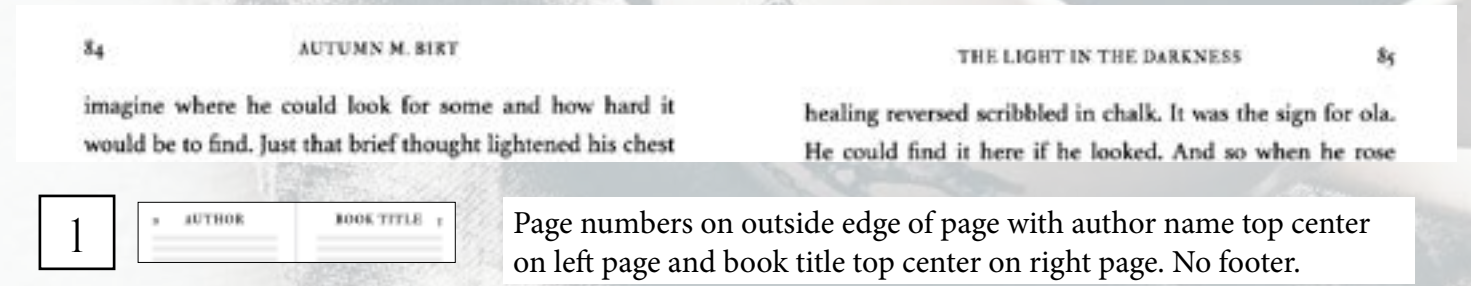 84 AUTUMN M. BIRT
imagine where he could look for some and how hard it
would be to find. Just that brief thought lightened his chest
THE LIGHT IN THE DARKNESS 85
healing reversed scribbled in chalk. It was the sign for ola.
He could find it here if he looked. And so when he rose
1
AUTHOR
BOOK TITLE
Page numbers on outside edge of page with author name top center
on left page and book title top center on right page. No footer.